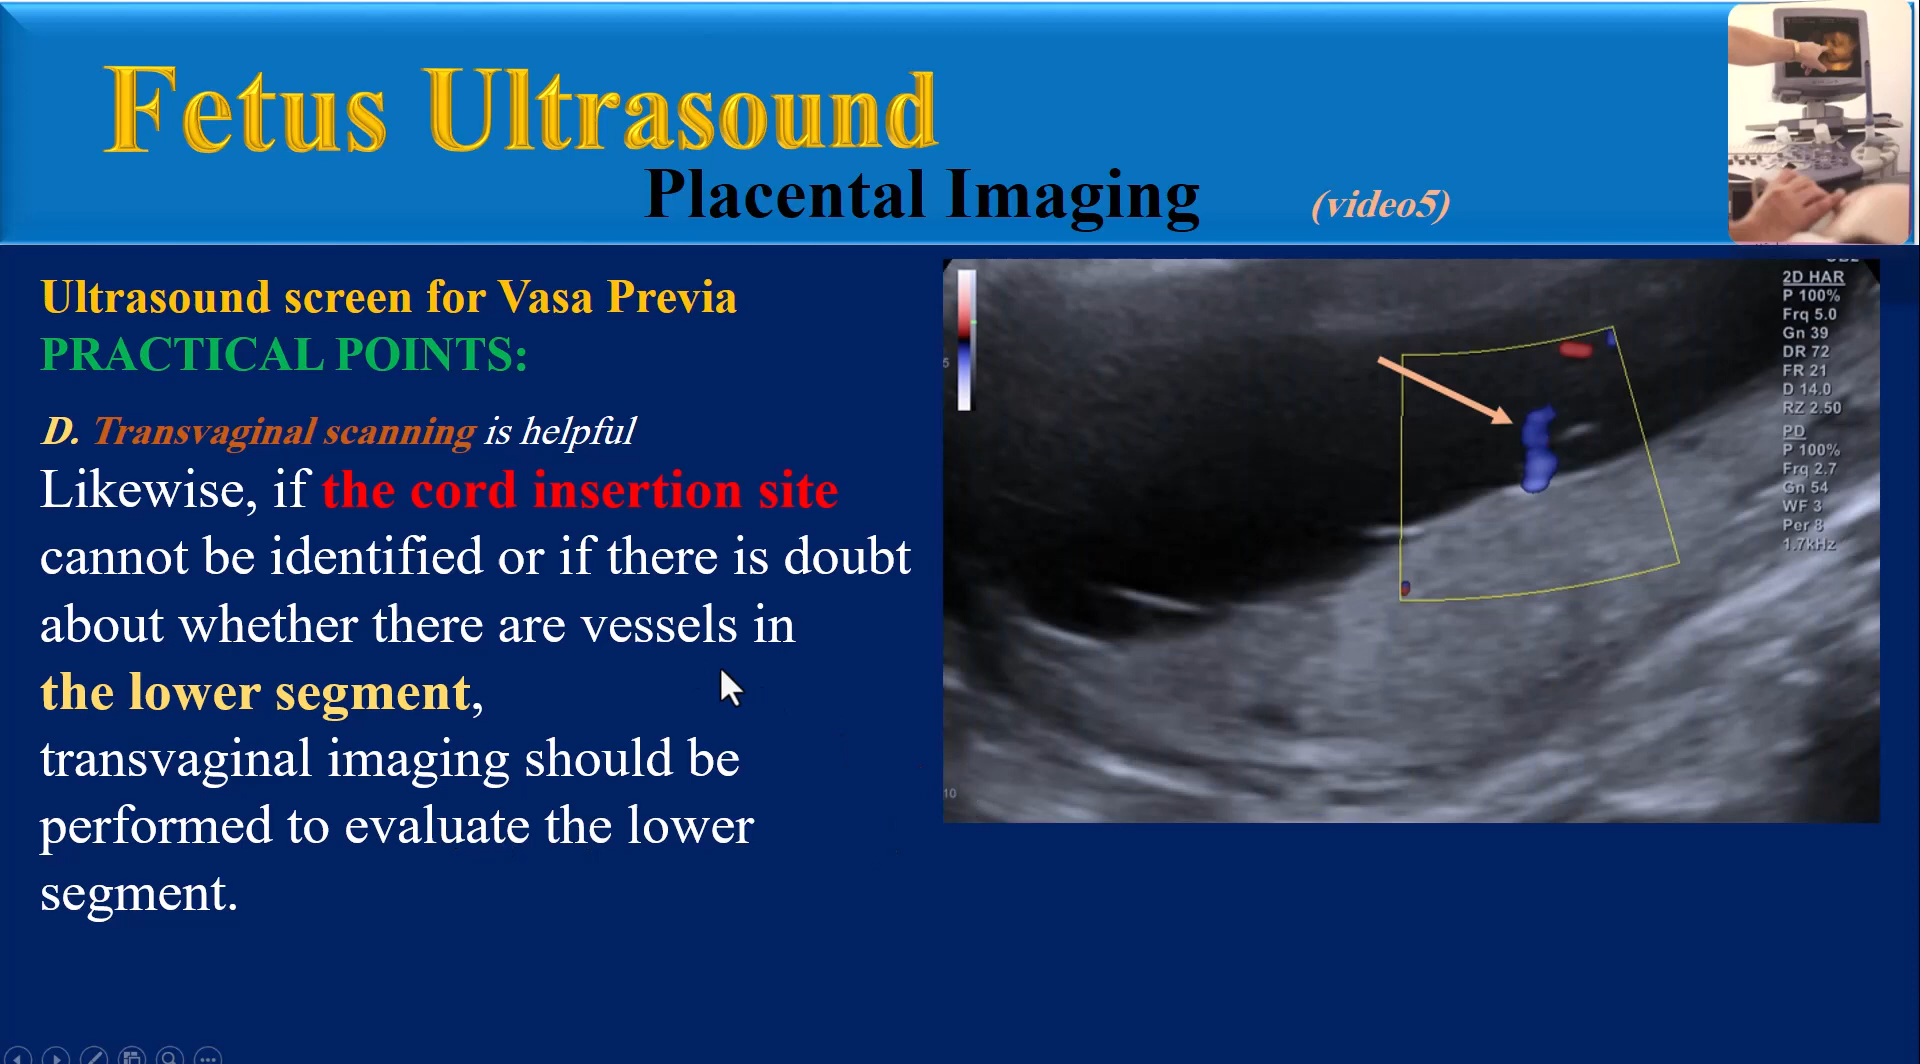 Fetus Ultrasound
Placental Imaging
(video5)
Ultrasound screen for Vasa Previa
PRACTICAL POINTS:
D. Transvaginal scanning is helpful
Likewise, if the cord insertion site
cannot be identified or if there is doubt
about whether there are vessels in
the lower segment,
transvaginal imaging should be
performed to evaluate the lower
segment.
5
10
2D HAR
P 100%
Frq 5.0
Gn 39
DR 72
FR 21
D 14.0
RZ 2.50
PD
P 100%
Frq 2.7
Gn 54
WF 3
Per 8
1.7kHz